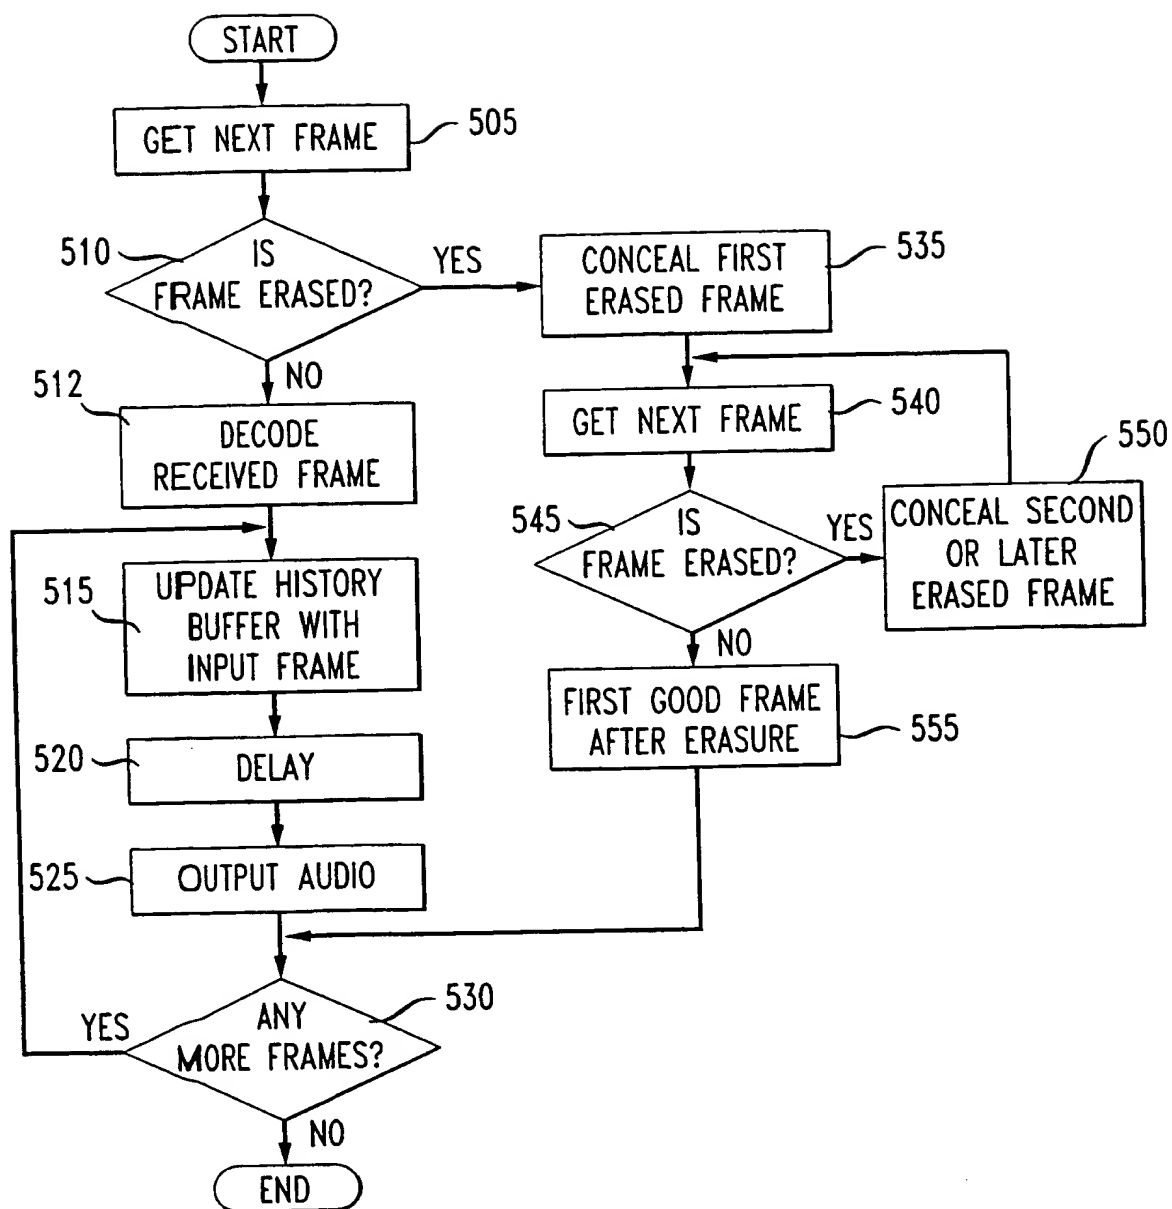 START
GET NEXT FRAME
505
510
IS
FRAME ERASED?
YES
NO
CONCEAL FIRST
ERASED FRAME
535
512
DECODE
RECEIVED FRAME
GET NEXT FRAME
540
545
IS
FRAME ERASED?
YES
NO
550
CONCEAL SECOND
OR LATER
ERASED FRAME
515
UPDATE HISTORY
BUFFER WITH
INPUT FRAME
FIRST GOOD FRAME
AFTER ERASURE
555
520
DELAY
525
OUTPUT AUDIO
530
YES
ANY
MORE FRAMES?
NO
END